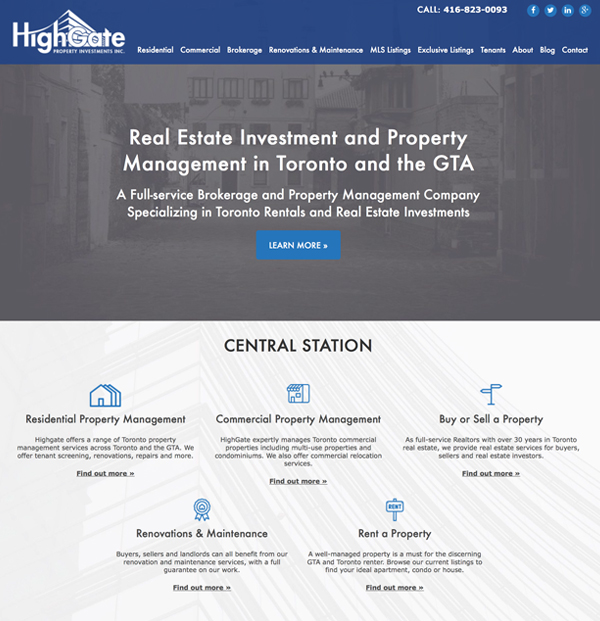 CALL: 416-823-0093
HighGate
PROPERTY INVESTMENTS INC.
Residential Commercial Brokerage Renovations & Maintenance MLS Listings Exclusive Listings Tenants About Blog Contact
Real Estate Investment and Property
Management in Toronto and the GTA
A Full-service Brokerage and Property Management Company
Specializing in Toronto Rentals and Real Estate Investments
LEARN MORE »
CENTRAL STATION
Residential Property Management
Highgate offers a range of Toronto property
management services across Toronto and the GTA. We
offer tenant screening, renovations, repairs and more.
Find out more »
Commercial Property Management
HighGate expertly manages Toronto commercial
properties including multi-use properties and
condominiums. We also offer commercial relocation
services.
Find out more »
Buy or Sell a Property
As full-service Realtors with over 30 years in Toronto
real estate, we provide real estate services for buyers,
sellers and real estate investors.
Find out more »
Renovations & Maintenance
Buyers, sellers and landlords can all benefit from our
renovation and maintenance services, with a full
guarantee on our work.
Find out more »
RENT
Rent a Property
A well-managed property is a must for the discerning
GTA and Toronto renter. Browse our current listings to
find your ideal apartment, condo or house.
Find out more »